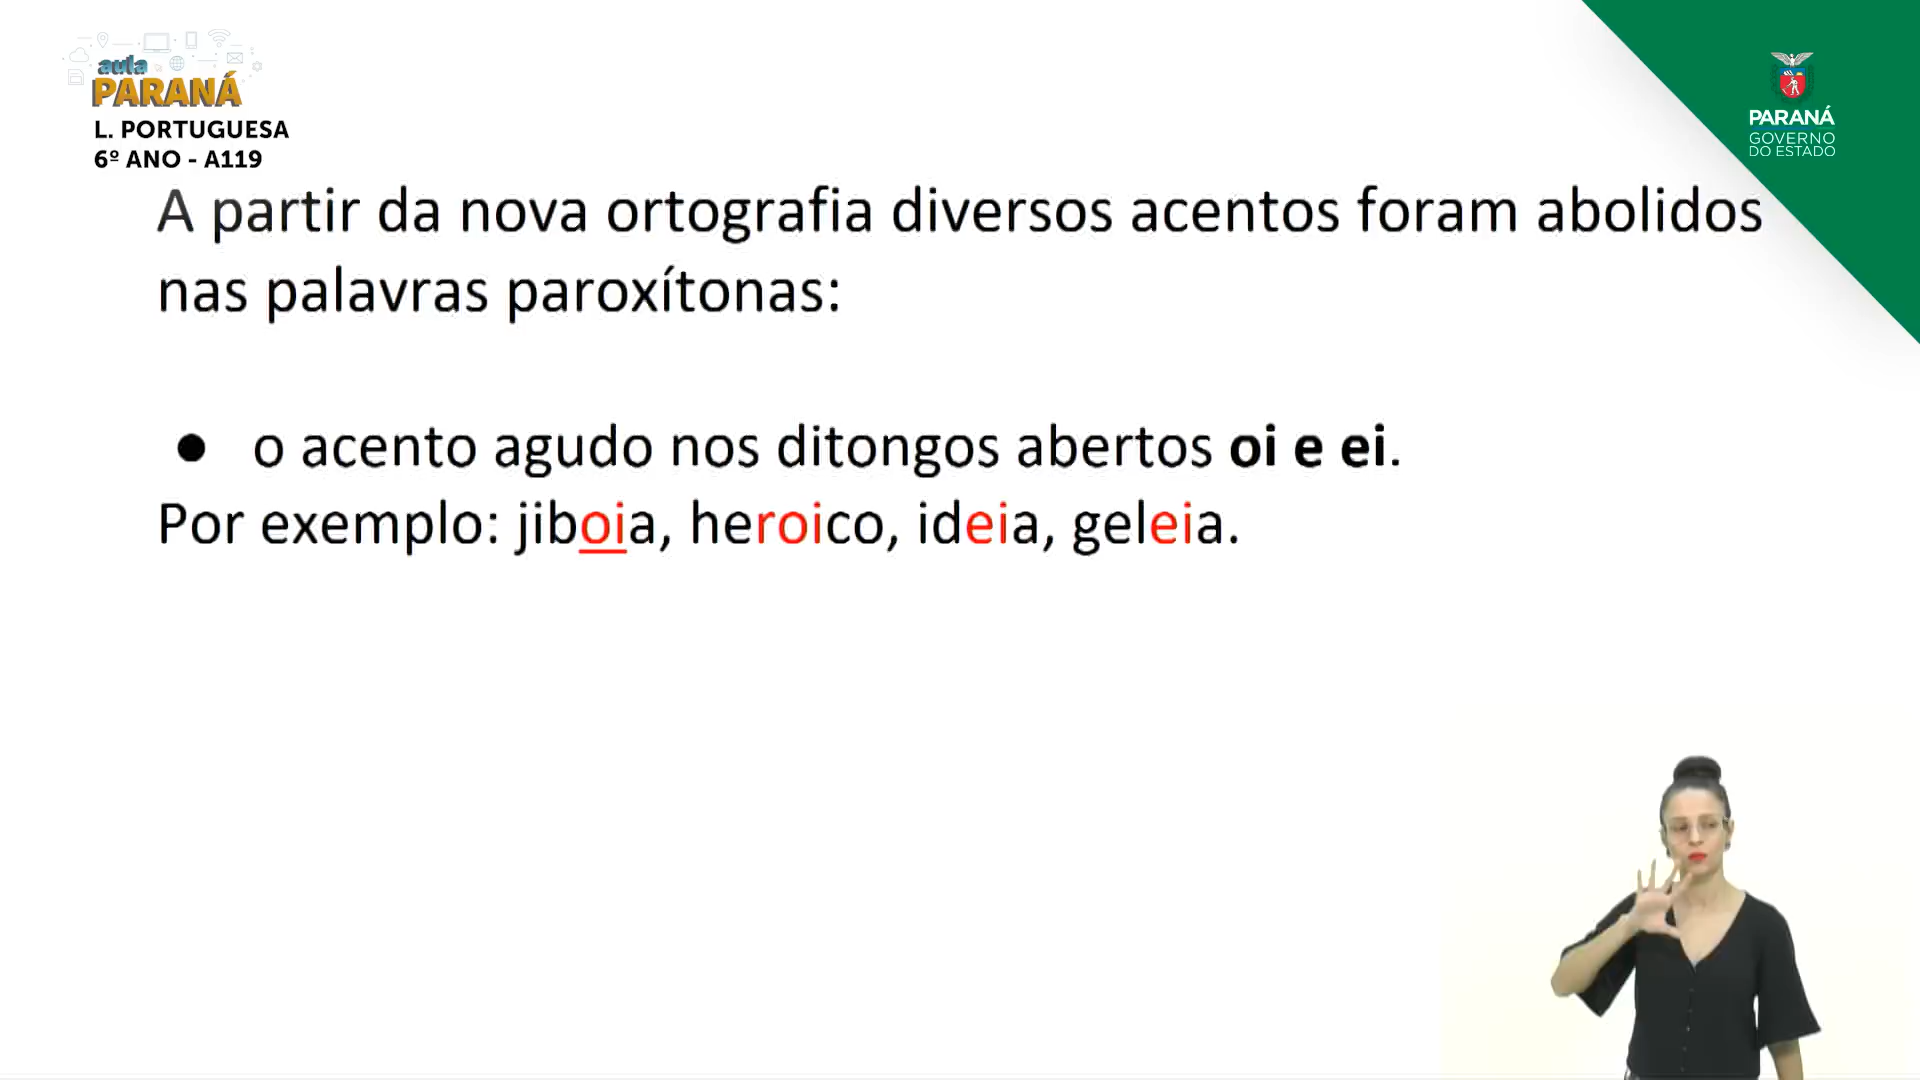 aula
PARANÁ
L. PORTUGUESA
6º ANO - A119
PARANÁ
GOVERNO
DO ESTADO
A partir da nova ortografia diversos acentos foram abolidos
nas palavras paroxítonas:
● o acento agudo nos ditongos abertos oi e ei.
Por exemplo: jiboia, heroico, ideia, geleia.